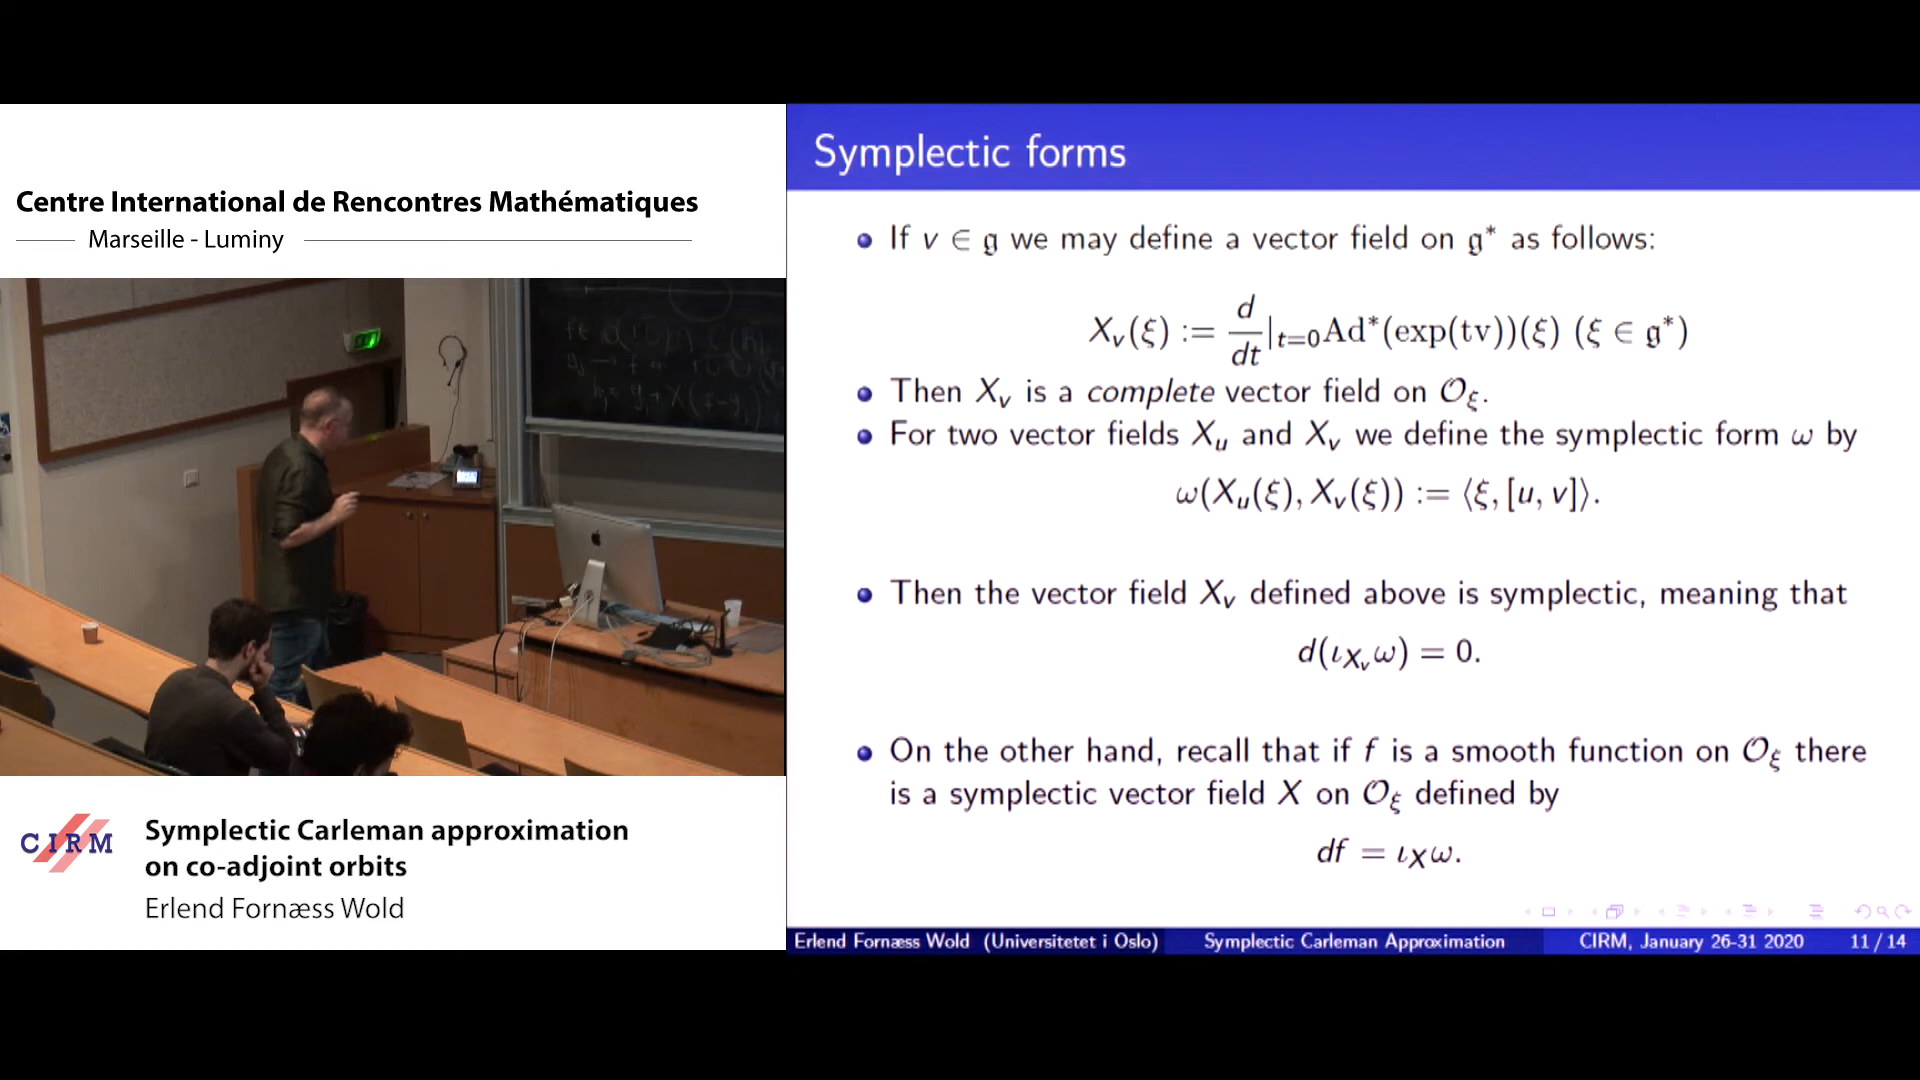 Centre International de Rencontres Mathématiques
Marseille - Luminy
CIRM
Symplectic Carleman approximation
on co-adjoint orbits
Erlend Fornæss Wold
Symplectic forms
If v ∈ 𝔤 we may define a vector field on 𝔤* as follows:
X_v(ξ) := d/dt|_{t=0}Ad*(exp(tv))(ξ) (ξ ∈ 𝔤*)
Then X_v is a complete vector field on 𝒪_ξ.
For two vector fields X_u and X_v we define the symplectic form ω by
ω(X_u(ξ), X_v(ξ)) := ⟨ξ, [u, v]⟩.
Then the vector field X_v defined above is symplectic, meaning that
d(ι_{X_v}ω) = 0.
On the other hand, recall that if f is a smooth function on 𝒪_ξ there
is a symplectic vector field X on 𝒪_ξ defined by
df = ι_Xω.
Erlend Fornæss Wold (Universitetet i Oslo) Symplectic Carleman Approximation CIRM, January 26-31 2020 11 / 14